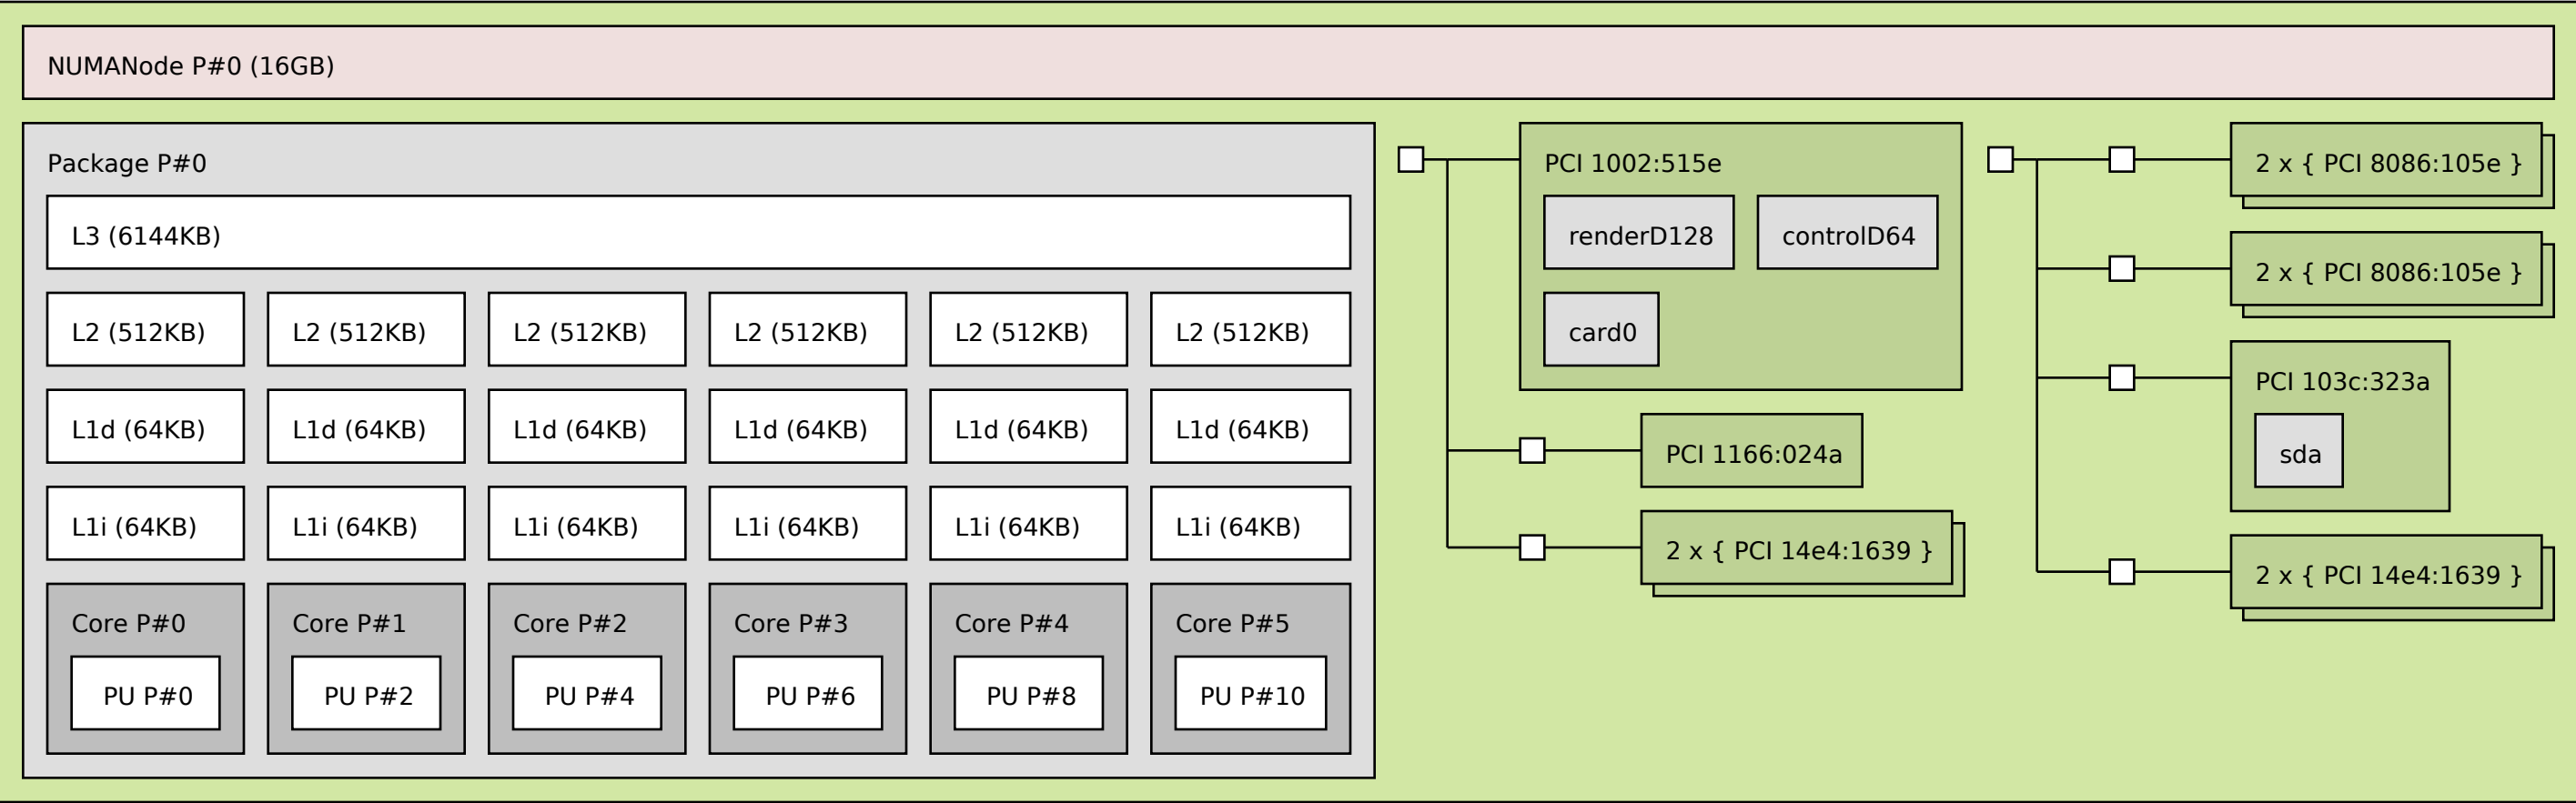 NUMANode P#0 (16GB)
Package P#0
L3 (6144KB)
L2 (512KB) L2 (512KB) L2 (512KB) L2 (512KB) L2 (512KB) L2 (512KB)
L1d (64KB) L1d (64KB) L1d (64KB) L1d (64KB) L1d (64KB) L1d (64KB)
L1i (64KB) L1i (64KB) L1i (64KB) L1i (64KB) L1i (64KB) L1i (64KB)
Core P#0 Core P#1 Core P#2 Core P#3 Core P#4 Core P#5
PU P#0 PU P#2 PU P#4 PU P#6 PU P#8 PU P#10
PCI 1002:515e
renderD128 controlD64
card0
PCI 1166:024a
2 x { PCI 14e4:1639 }
2 x { PCI 8086:105e }
2 x { PCI 8086:105e }
PCI 103c:323a
sda
2 x { PCI 14e4:1639 }